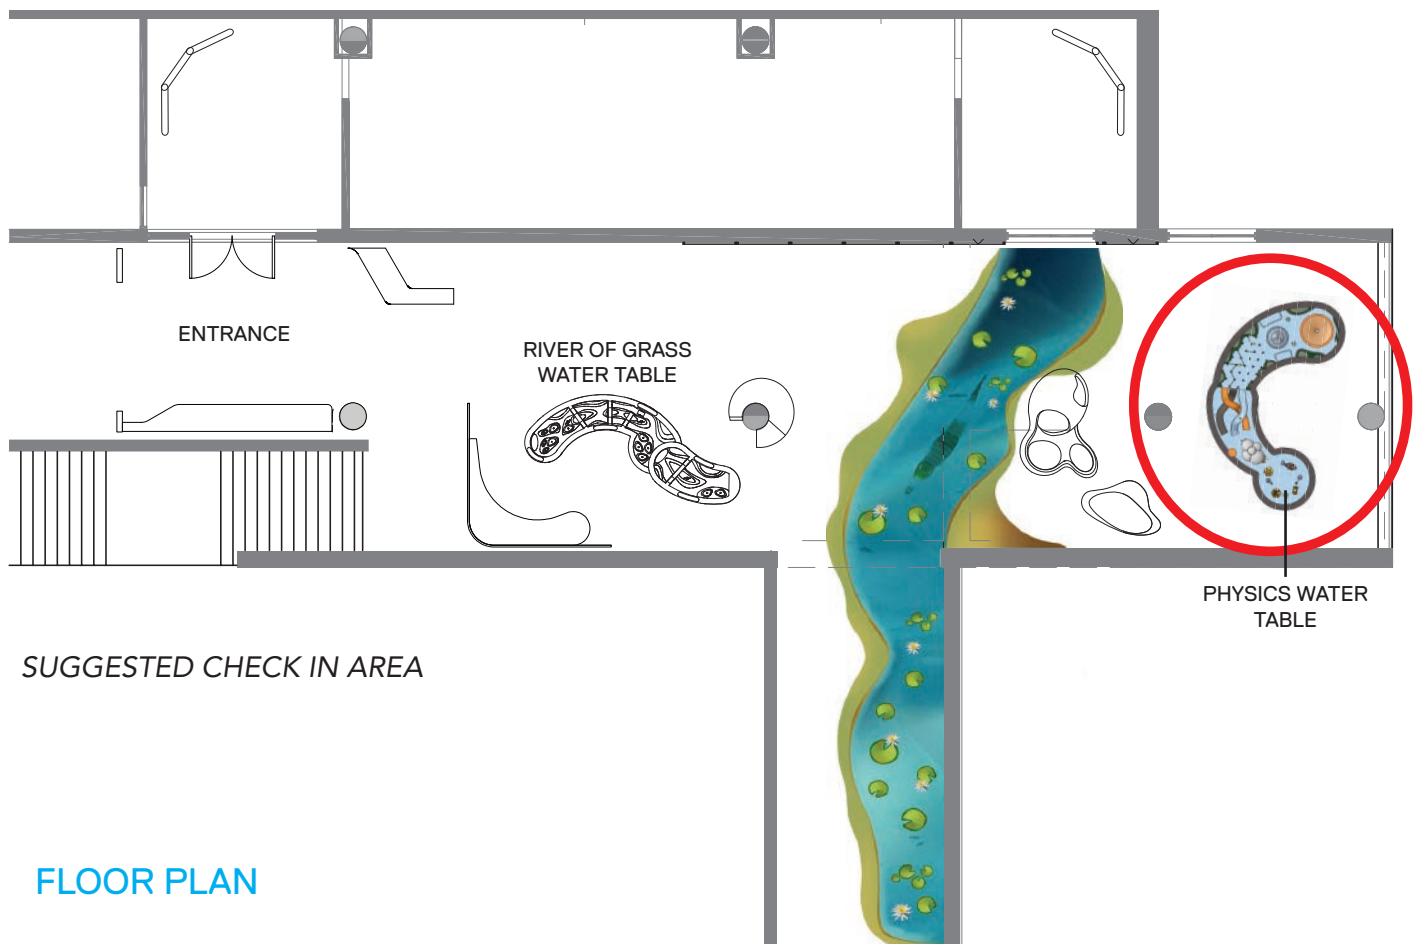 ENTRANCE
RIVER OF GRASS
WATER TABLE
PHYSICS WATER
TABLE
SUGGESTED CHECK IN AREA
FLOOR PLAN